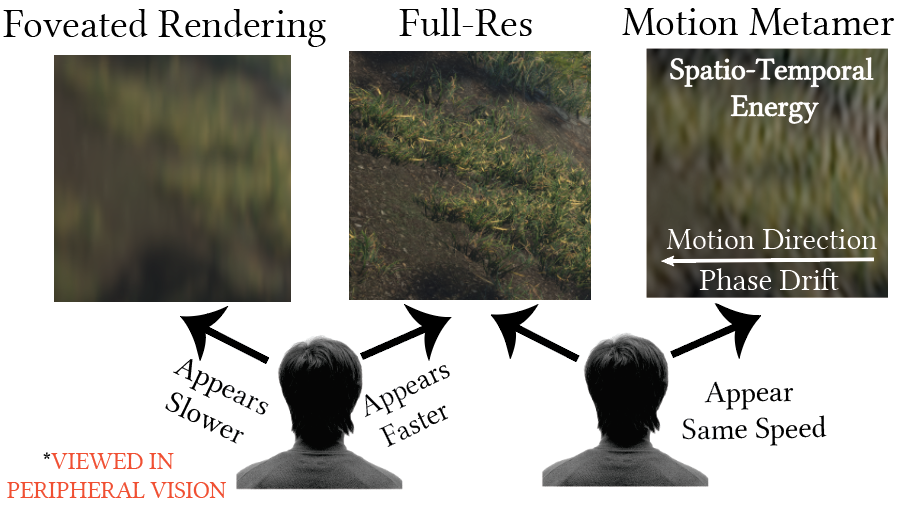 Foveated Rendering
Full-Res
Motion Metamer
Spatio-Temporal
Energy
Motion Direction
Phase Drift
Appears
Slower
Appears
Faster
Appear
Same Speed
*VIEWED IN
PERIPHERAL VISION